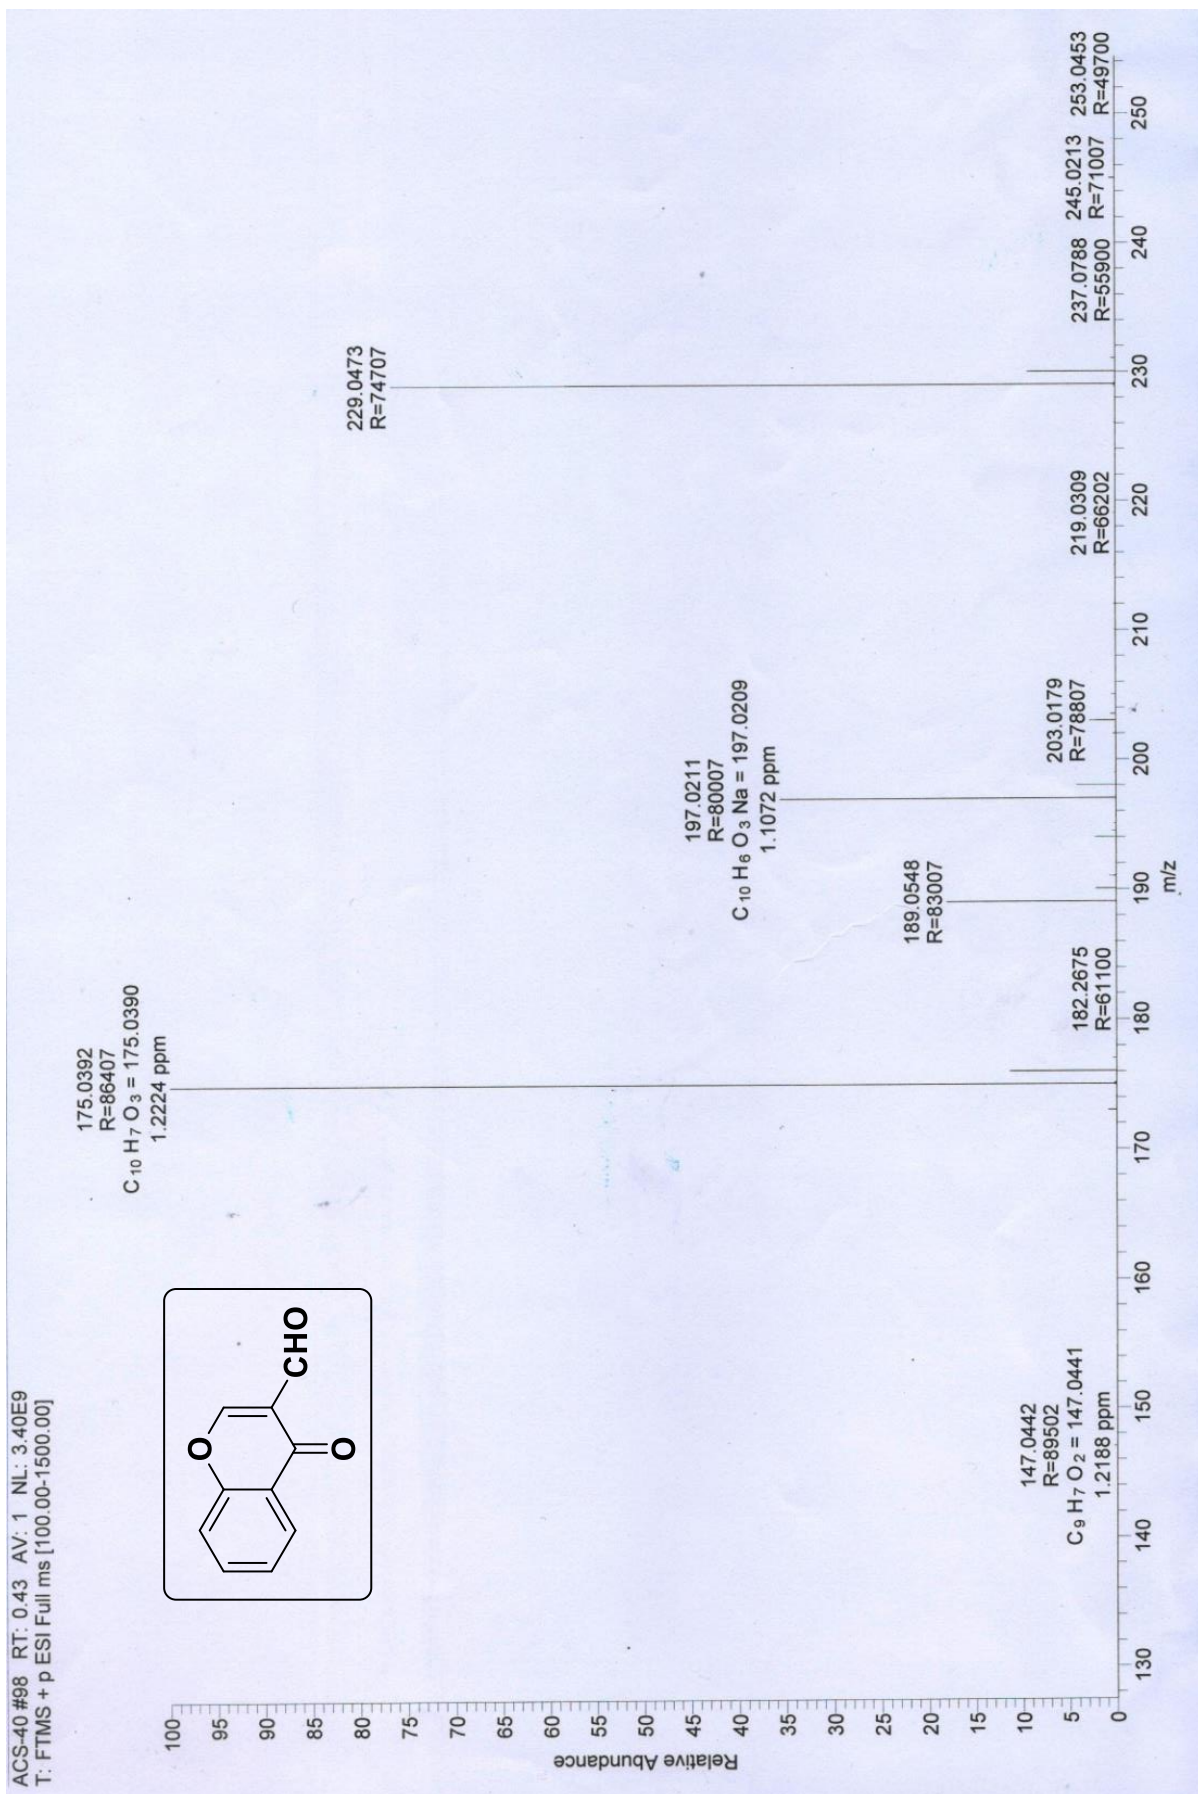 ACS-40 #98 RT: 0.43 AV: 1 NL: 3.40E9
T: FTMS + p ESI Full ms [100.00-1500.00]
175.0392
R=86407
C10 H7 O3 = 175.0390
1.2224 ppm
O
O
CHO
229.0473
R=74707
197.0211
R=80007
C10 H6 O3 Na = 197.0209
1.1072 ppm
189.0548
R=83007
147.0442
R=89502
C9 H7 O2 = 147.0441
1.2188 ppm
182.2675
R=61100
203.0179
R=78807
219.0309
R=66202
237.0788
R=55900
245.0213
R=71007
253.0453
R=49700
100
95
90
85
80
75
70
65
60
55
50
45
40
35
30
25
20
15
10
5
0
Relative Abundance
130 140 150 160 170 180 190 200 210 220 230 240 250
m/z